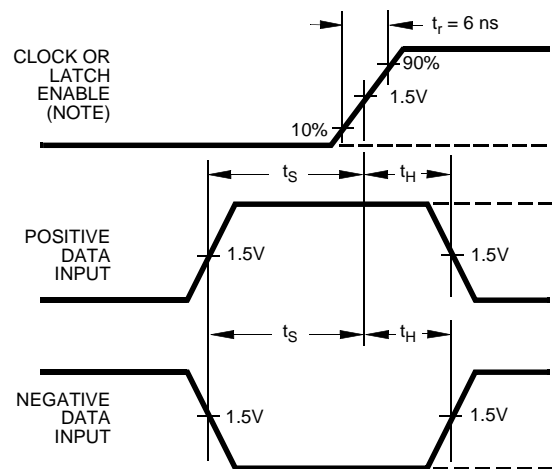 t_r = 6 ns
CLOCK OR
LATCH
ENABLE
(NOTE)
90%
1.5V
10%
t_S
t_H
POSITIVE
DATA
INPUT
1.5V
1.5V
t_S
t_H
NEGATIVE
DATA
INPUT
1.5V
1.5V